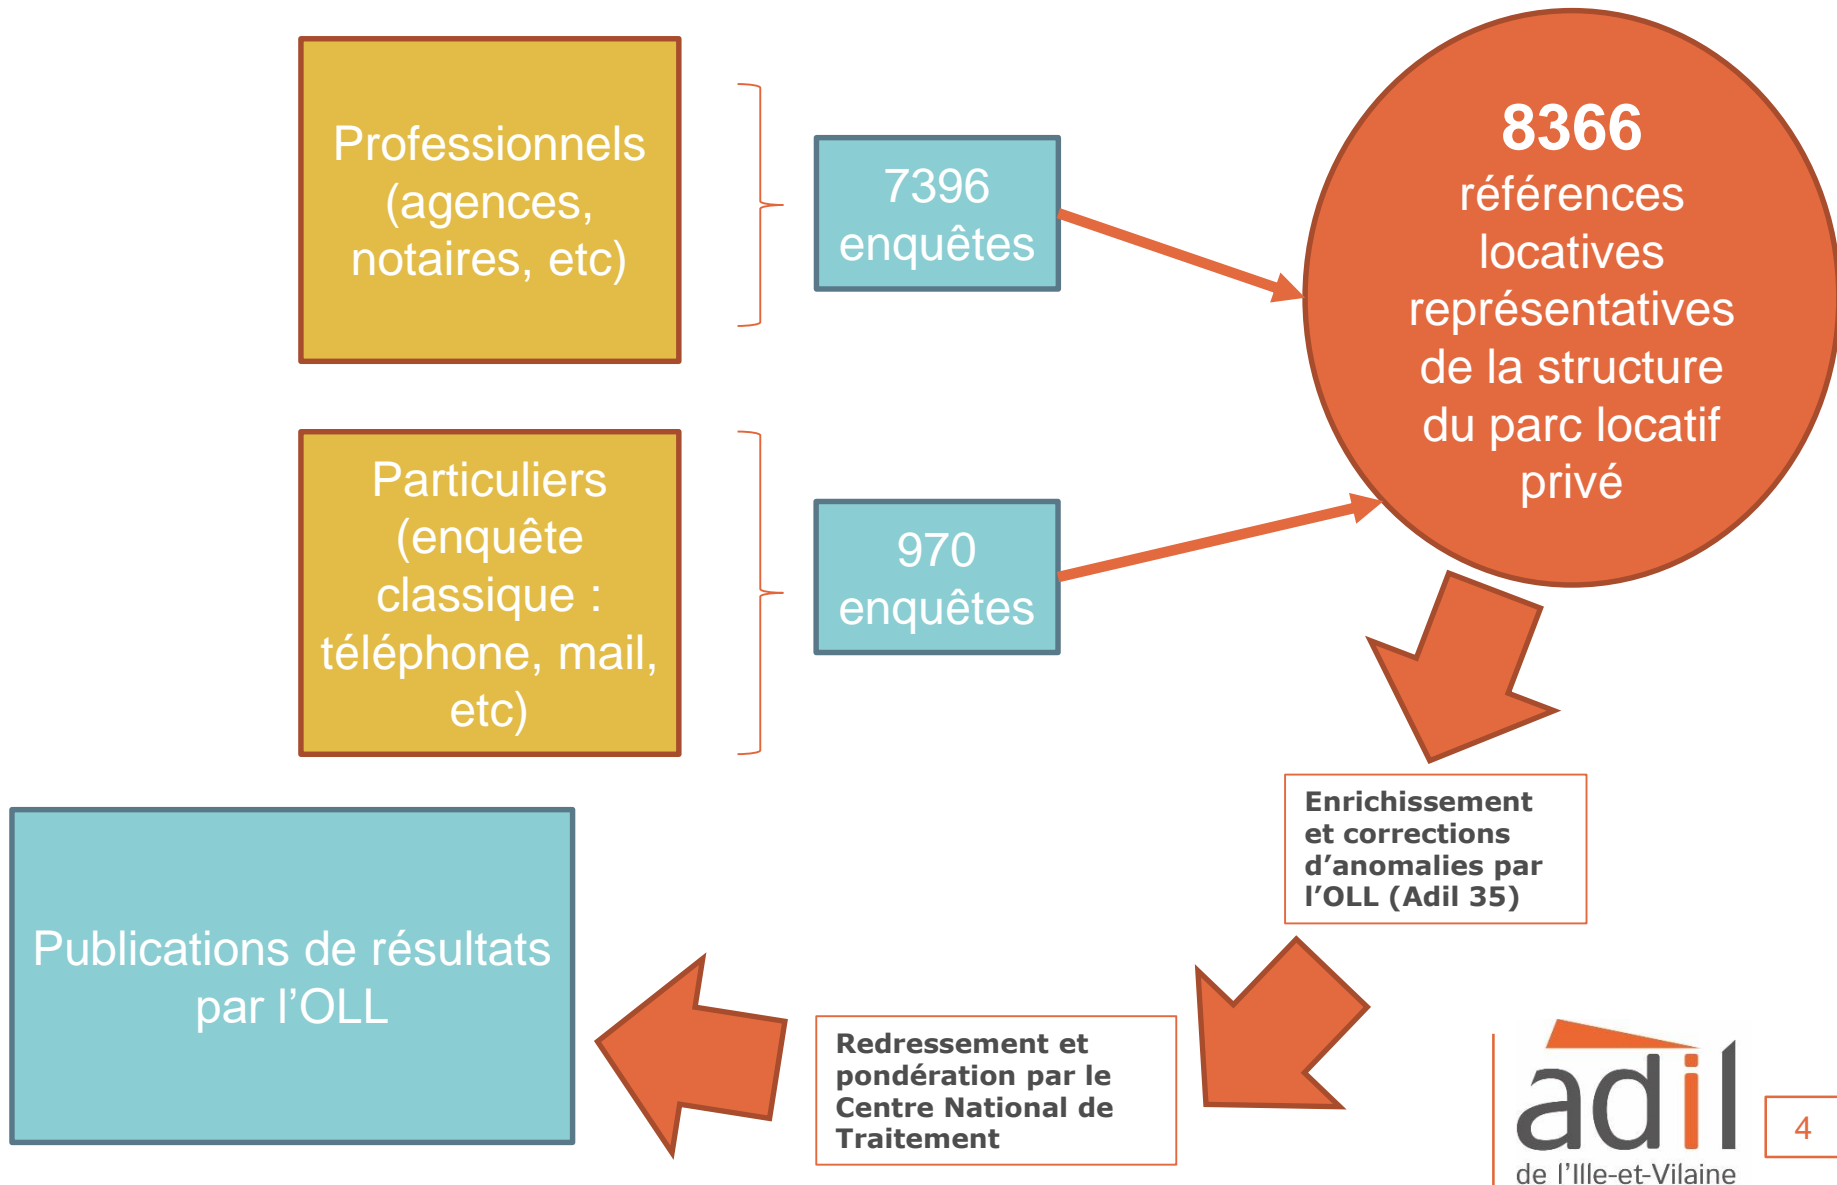 Professionnels
(agences,
notaires, etc)
7396
enquêtes
8366
références
locatives
représentatives
de la structure
du parc locatif
privé
Particuliers
(enquête
classique :
téléphone, mail,
etc)
970
enquêtes
Enrichissement
et corrections
d’anomalies par
l’OLL (Adil 35)
Redressement et
pondération par le
Centre National de
Traitement
Publications de résultats
par l’OLL
adil
de l’Ille-et-Vilaine
4